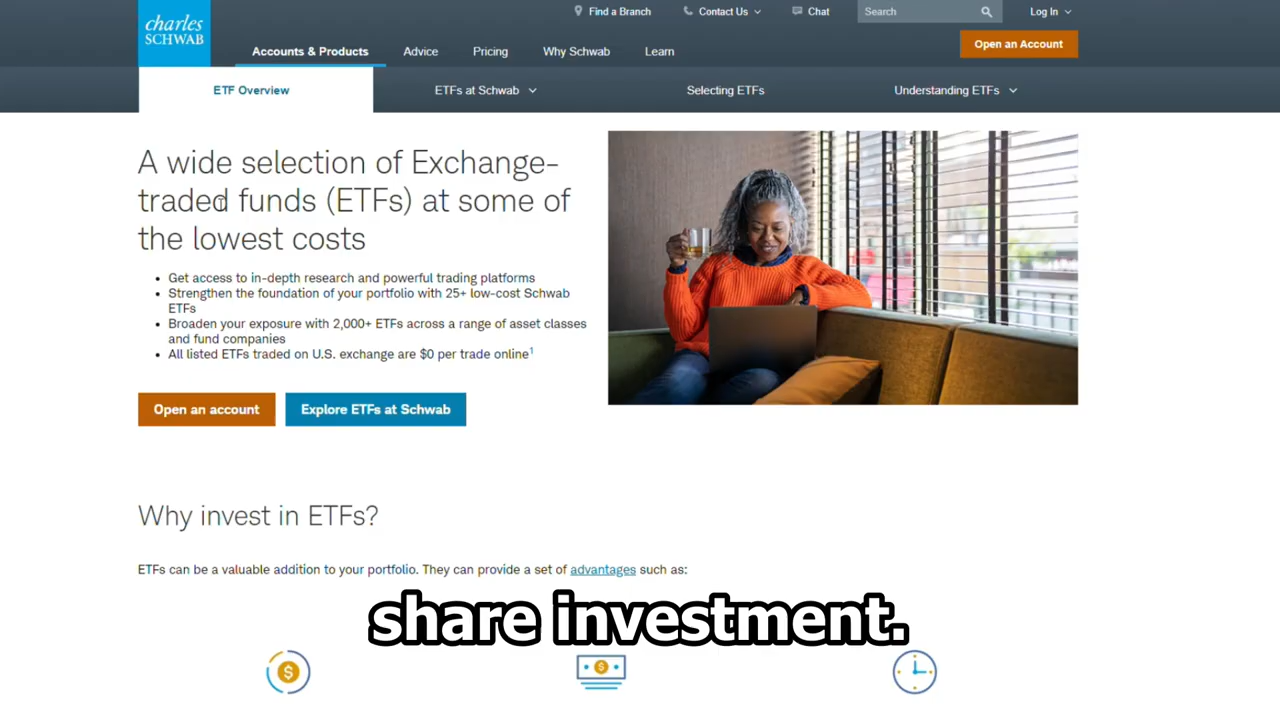 charles
SCHWAB
Find a Branch
Contact Us
Chat
Search
Log In
Accounts & Products
Advice
Pricing
Why Schwab
Learn
Open an Account
ETF Overview
ETFs at Schwab
Selecting ETFs
Understanding ETFs
A wide selection of Exchange-
traded funds (ETFs) at some of
the lowest costs
• Get access to in-depth research and powerful trading platforms
• Strengthen the foundation of your portfolio with 25+ low-cost Schwab
ETFs
• Broaden your exposure with 2,000+ ETFs across a range of asset classes
and fund companies
• All listed ETFs traded on U.S. exchange are $0 per trade online¹
Open an account
Explore ETFs at Schwab
Why invest in ETFs?
ETFs can be a valuable addition to your portfolio. They can provide a set of advantages such as:
share investment.